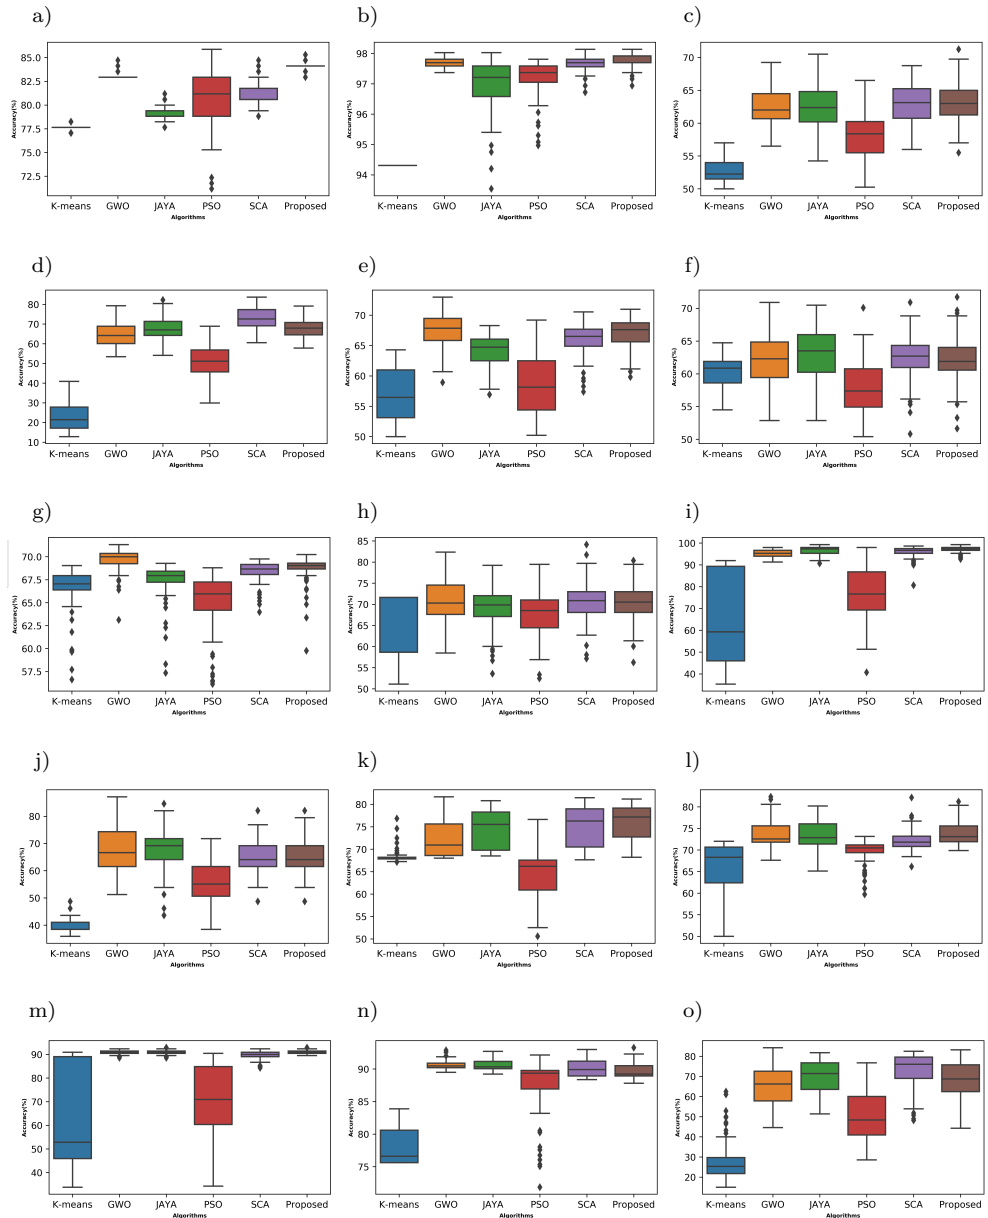 a)
Accuracy(%)
85.0
82.5
80.0
77.5
75.0
72.5
K-means GWO JAYA PSO SCA Proposed
Algorithms
b)
Accuracy(%)
98
97
96
95
94
K-means GWO JAYA PSO SCA Proposed
Algorithms
c)
Accuracy(%)
70
65
60
55
50
K-means GWO JAYA PSO SCA Proposed
Algorithms
d)
Accuracy(%)
80
70
60
50
40
30
20
10
K-means GWO JAYA PSO SCA Proposed
Algorithms
e)
Accuracy(%)
70
65
60
55
50
K-means GWO JAYA PSO SCA Proposed
Algorithms
f)
Accuracy(%)
70
65
60
55
50
K-means GWO JAYA PSO SCA Proposed
Algorithms
g)
Accuracy(%)
70.0
67.5
65.0
62.5
60.0
57.5
K-means GWO JAYA PSO SCA Proposed
Algorithms
h)
Accuracy(%)
85
80
75
70
65
60
55
50
K-means GWO JAYA PSO SCA Proposed
Algorithms
i)
Accuracy(%)
100
90
80
70
60
50
40
K-means GWO JAYA PSO SCA Proposed
Algorithms
j)
Accuracy(%)
80
70
60
50
40
K-means GWO JAYA PSO SCA Proposed
Algorithms
k)
Accuracy(%)
80
75
70
65
60
55
50
K-means GWO JAYA PSO SCA Proposed
Algorithms
l)
Accuracy(%)
80
75
70
65
60
55
50
K-means GWO JAYA PSO SCA Proposed
Algorithms
m)
Accuracy(%)
90
80
70
60
50
40
K-means GWO JAYA PSO SCA Proposed
Algorithms
n)
Accuracy(%)
90
85
80
75
K-means GWO JAYA PSO SCA Proposed
Algorithms
o)
Accuracy(%)
80
70
60
50
40
30
20
K-means GWO JAYA PSO SCA Proposed
Algorithms